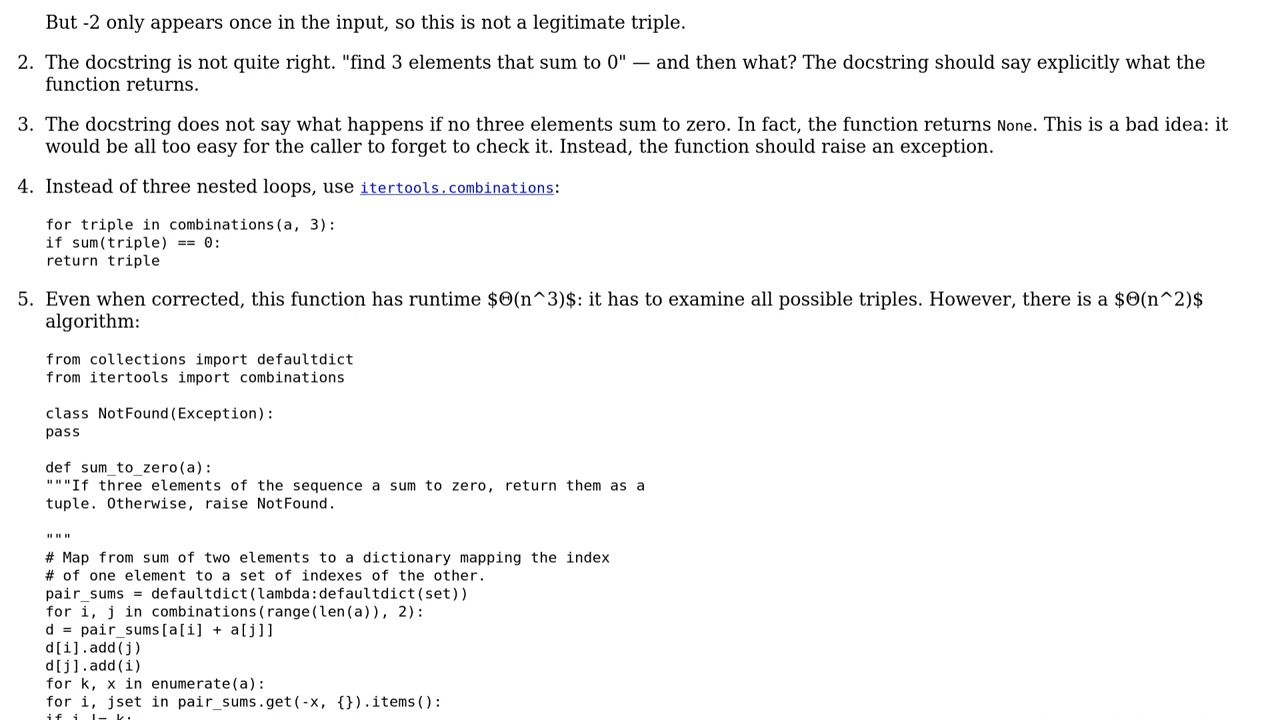 But -2 only appears once in the input, so this is not a legitimate triple.
2. The docstring is not quite right. "find 3 elements that sum to 0" — and then what? The docstring should say explicitly what the
function returns.
3. The docstring does not say what happens if no three elements sum to zero. In fact, the function returns None. This is a bad idea: it
would be all too easy for the caller to forget to check it. Instead, the function should raise an exception.
4. Instead of three nested loops, use itertools.combinations:
for triple in combinations(a, 3):
if sum(triple) == 0:
return triple
5. Even when corrected, this function has runtime $Θ(n^3)$: it has to examine all possible triples. However, there is a $Θ(n^2)$
algorithm:
from collections import defaultdict
from itertools import combinations
class NotFound(Exception):
pass
def sum_to_zero(a):
"""If three elements of the sequence a sum to zero, return them as a
tuple. Otherwise, raise NotFound.
"""
# Map from sum of two elements to a dictionary mapping the index
# of one element to a set of indexes of the other.
pair_sums = defaultdict(lambda:defaultdict(set))
for i, j in combinations(range(len(a)), 2):
d = pair_sums[a[i] + a[j]]
d[i].add(j)
d[j].add(i)
for k, x in enumerate(a):
for i, jset in pair_sums.get(-x, {}).items():
if i != k: